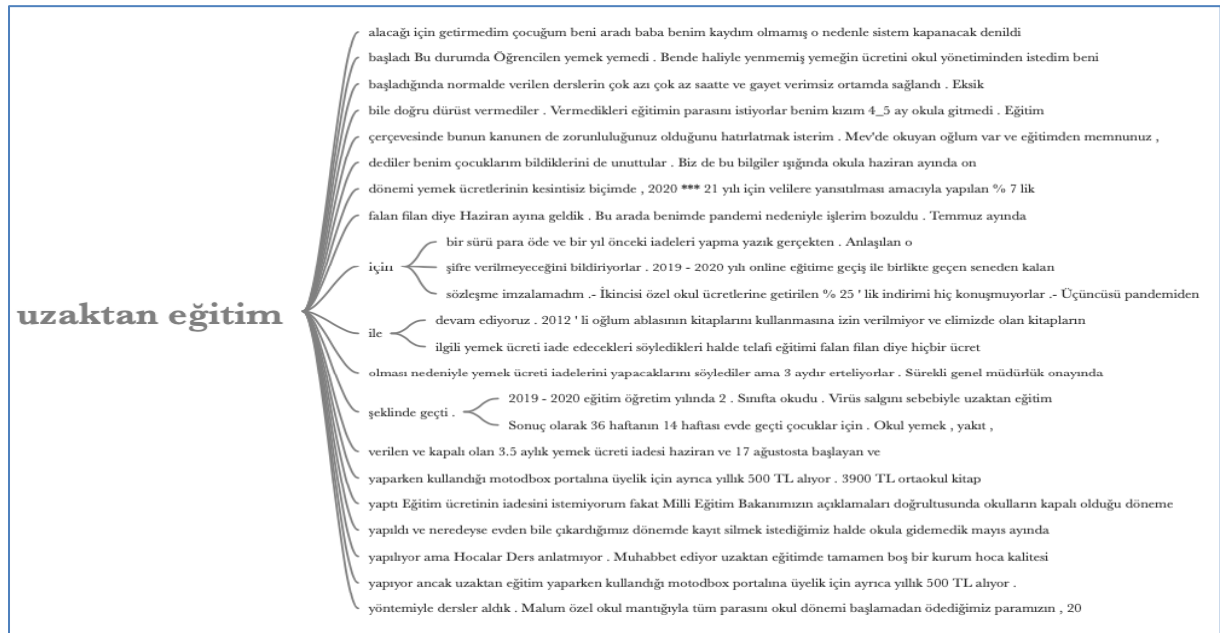 alacağı için getirmedim çocuğum beni aradı baba benim kaydım olmamış o nedenle sistem kapanacak denildi
başladı Bu durumda Öğrencilen yemek yemedi . Bende haliyle yenmemiş yemeğin ücretini okul yönetiminden istedim beni
başladığında normalde verilen derslerin çok azı çok az saatte ve gayet verimsiz ortamda sağlandı . Eksik
bile doğru dürüst vermediler . Vermedikleri eğitimin parasını istiyorlar benim kızım 4_5 ay okula gitmedi . Eğitim
çerçevesinde bunun kanunen de zorunluluğunuz olduğunu hatırlatmak isterim . Mev'de okuyan oğlum var ve eğitimden memnunuz ,
dediler benim çocuklarım bildiklerini de unuttular . Biz de bu bilgiler ışığında okula haziran ayında on
dönemi yemek ücretlerinin kesintisiz biçimde , 2020 *** 21 yılı için velilere yansıtılması amacıyla yapılan % 7 lik
falan filan diye Haziran ayına geldik . Bu arada benimde pandemi nedeniyle işlerim bozuldu . Temmuz ayında
için
bir sürü para öde ve bir yıl önceki iadeleri yapma yazık gerçekten . Anlaşılan o
şifre verilmeyeceğini bildiriyorlar . 2019 - 2020 yılı online eğitime geçiş ile birlikte geçen seneden kalan
sözleşme imzalamadım .- İkincisi özel okul ücretlerine getirilen % 25 ' lik indirimi hiç konuşmuyorlar .- Üçüncüsü pandemiden
uzaktan eğitim
ile
devam ediyoruz . 2012 ' li oğlum ablasının kitaplarını kullanmasına izin verilmiyor ve elimizde olan kitapların
ilgili yemek ücreti iade edecekleri söyledikleri halde telafi eğitimi falan filan diye hiçbir ücret
olması nedeniyle yemek ücreti iadelerini yapacaklarını söylediler ama 3 aydır erteliyorlar . Sürekli genel müdürlük onayında
şeklinde geçti .
2019 - 2020 eğitim öğretim yılında 2 . Sınıfta okudu . Virüs salgını sebebiyle uzaktan eğitim
Sonuç olarak 36 haftanın 14 haftası evde geçti çocuklar için . Okul yemek , yakıt ,
verilen ve kapalı olan 3.5 aylık yemek ücreti iadesi haziran ve 17 ağustosta başlayan ve
yaparken kullandığı motodbox portalına üyelik için ayrıca yıllık 500 TL alıyor . 3900 TL ortaokul kitap
yaptı Eğitim ücretinin iadesini istemiyorum fakat Milli Eğitim Bakanımızın açıklamaları doğrultusunda okulların kapalı olduğu döneme
yapıldı ve neredeyse evden bile çıkardığımız dönemde kayıt silmek istediğimiz halde okula gidemedik mayıs ayında
yapılıyor ama Hocalar Ders anlatmıyor . Muhabbet ediyor uzaktan eğitimde tamamen boş bir kurum hoca kalitesi
yapıyor ancak uzaktan eğitim yaparken kullandığı motodbox portalına üyelik için ayrıca yıllık 500 TL alıyor .
yöntemiyle dersler aldık . Malum özel okul mantığıyla tüm parasını okul dönemi başlamadan ödediğimiz paramızın , 20